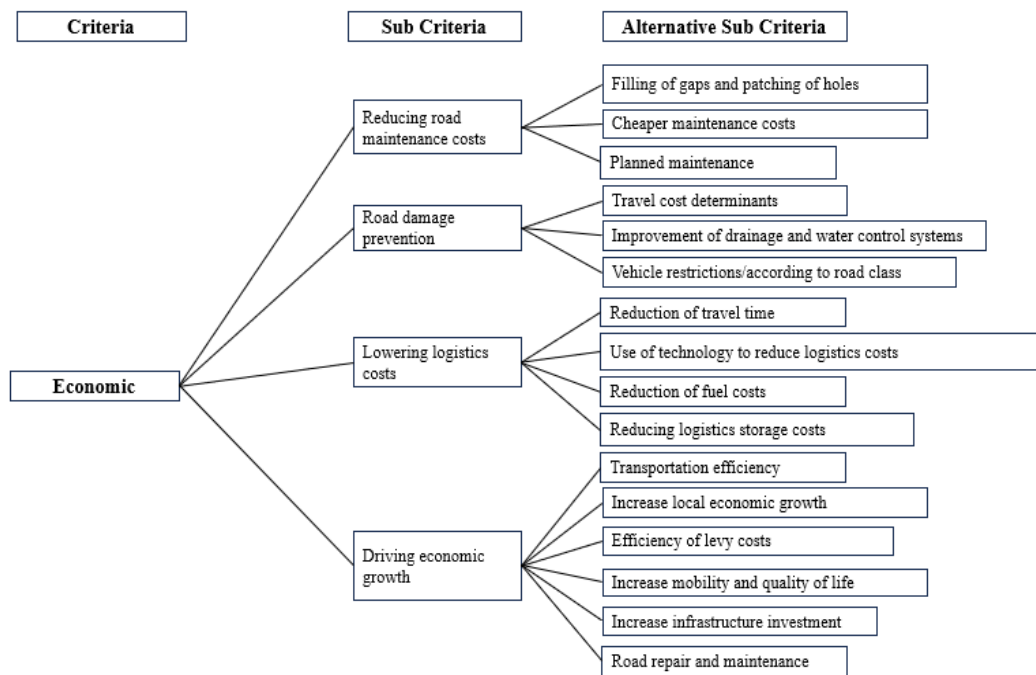 Criteria
Sub Criteria
Alternative Sub Criteria
Economic
Reducing road
maintenance costs
Filling of gaps and patching of holes
Cheaper maintenance costs
Planned maintenance
Road damage
prevention
Travel cost determinants
Improvement of drainage and water control systems
Vehicle restrictions/according to road class
Lowering logistics
costs
Reduction of travel time
Use of technology to reduce logistics costs
Reduction of fuel costs
Reducing logistics storage costs
Driving economic
growth
Transportation efficiency
Increase local economic growth
Efficiency of levy costs
Increase mobility and quality of life
Increase infrastructure investment
Road repair and maintenance